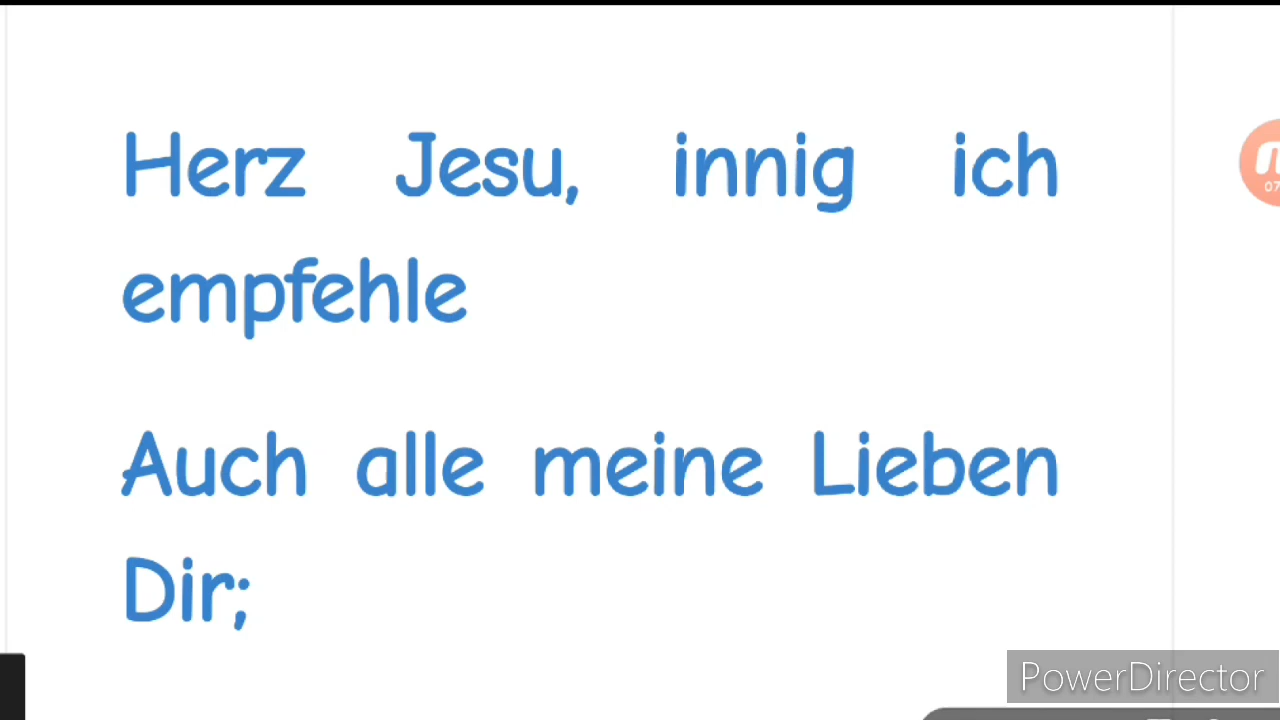 Herz Jesu, innig ich
empfehle
Auch alle meine Lieben
Dir;
PowerDirector